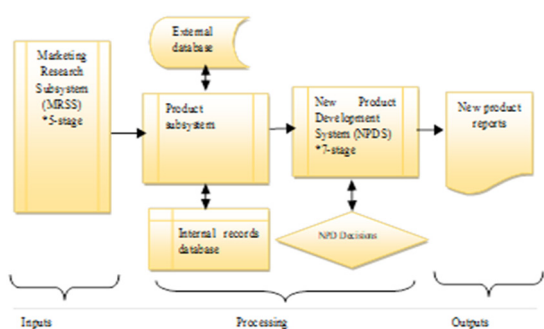 External
database
Marketing
Research
Subsystem
(MRSS)
*5-stage
Product
subsystem
New Product
Development
System (NPDS)
*7-stage
New product
reports
Internal records
database
NPD Decisions
Inputs
Processing
Outputs